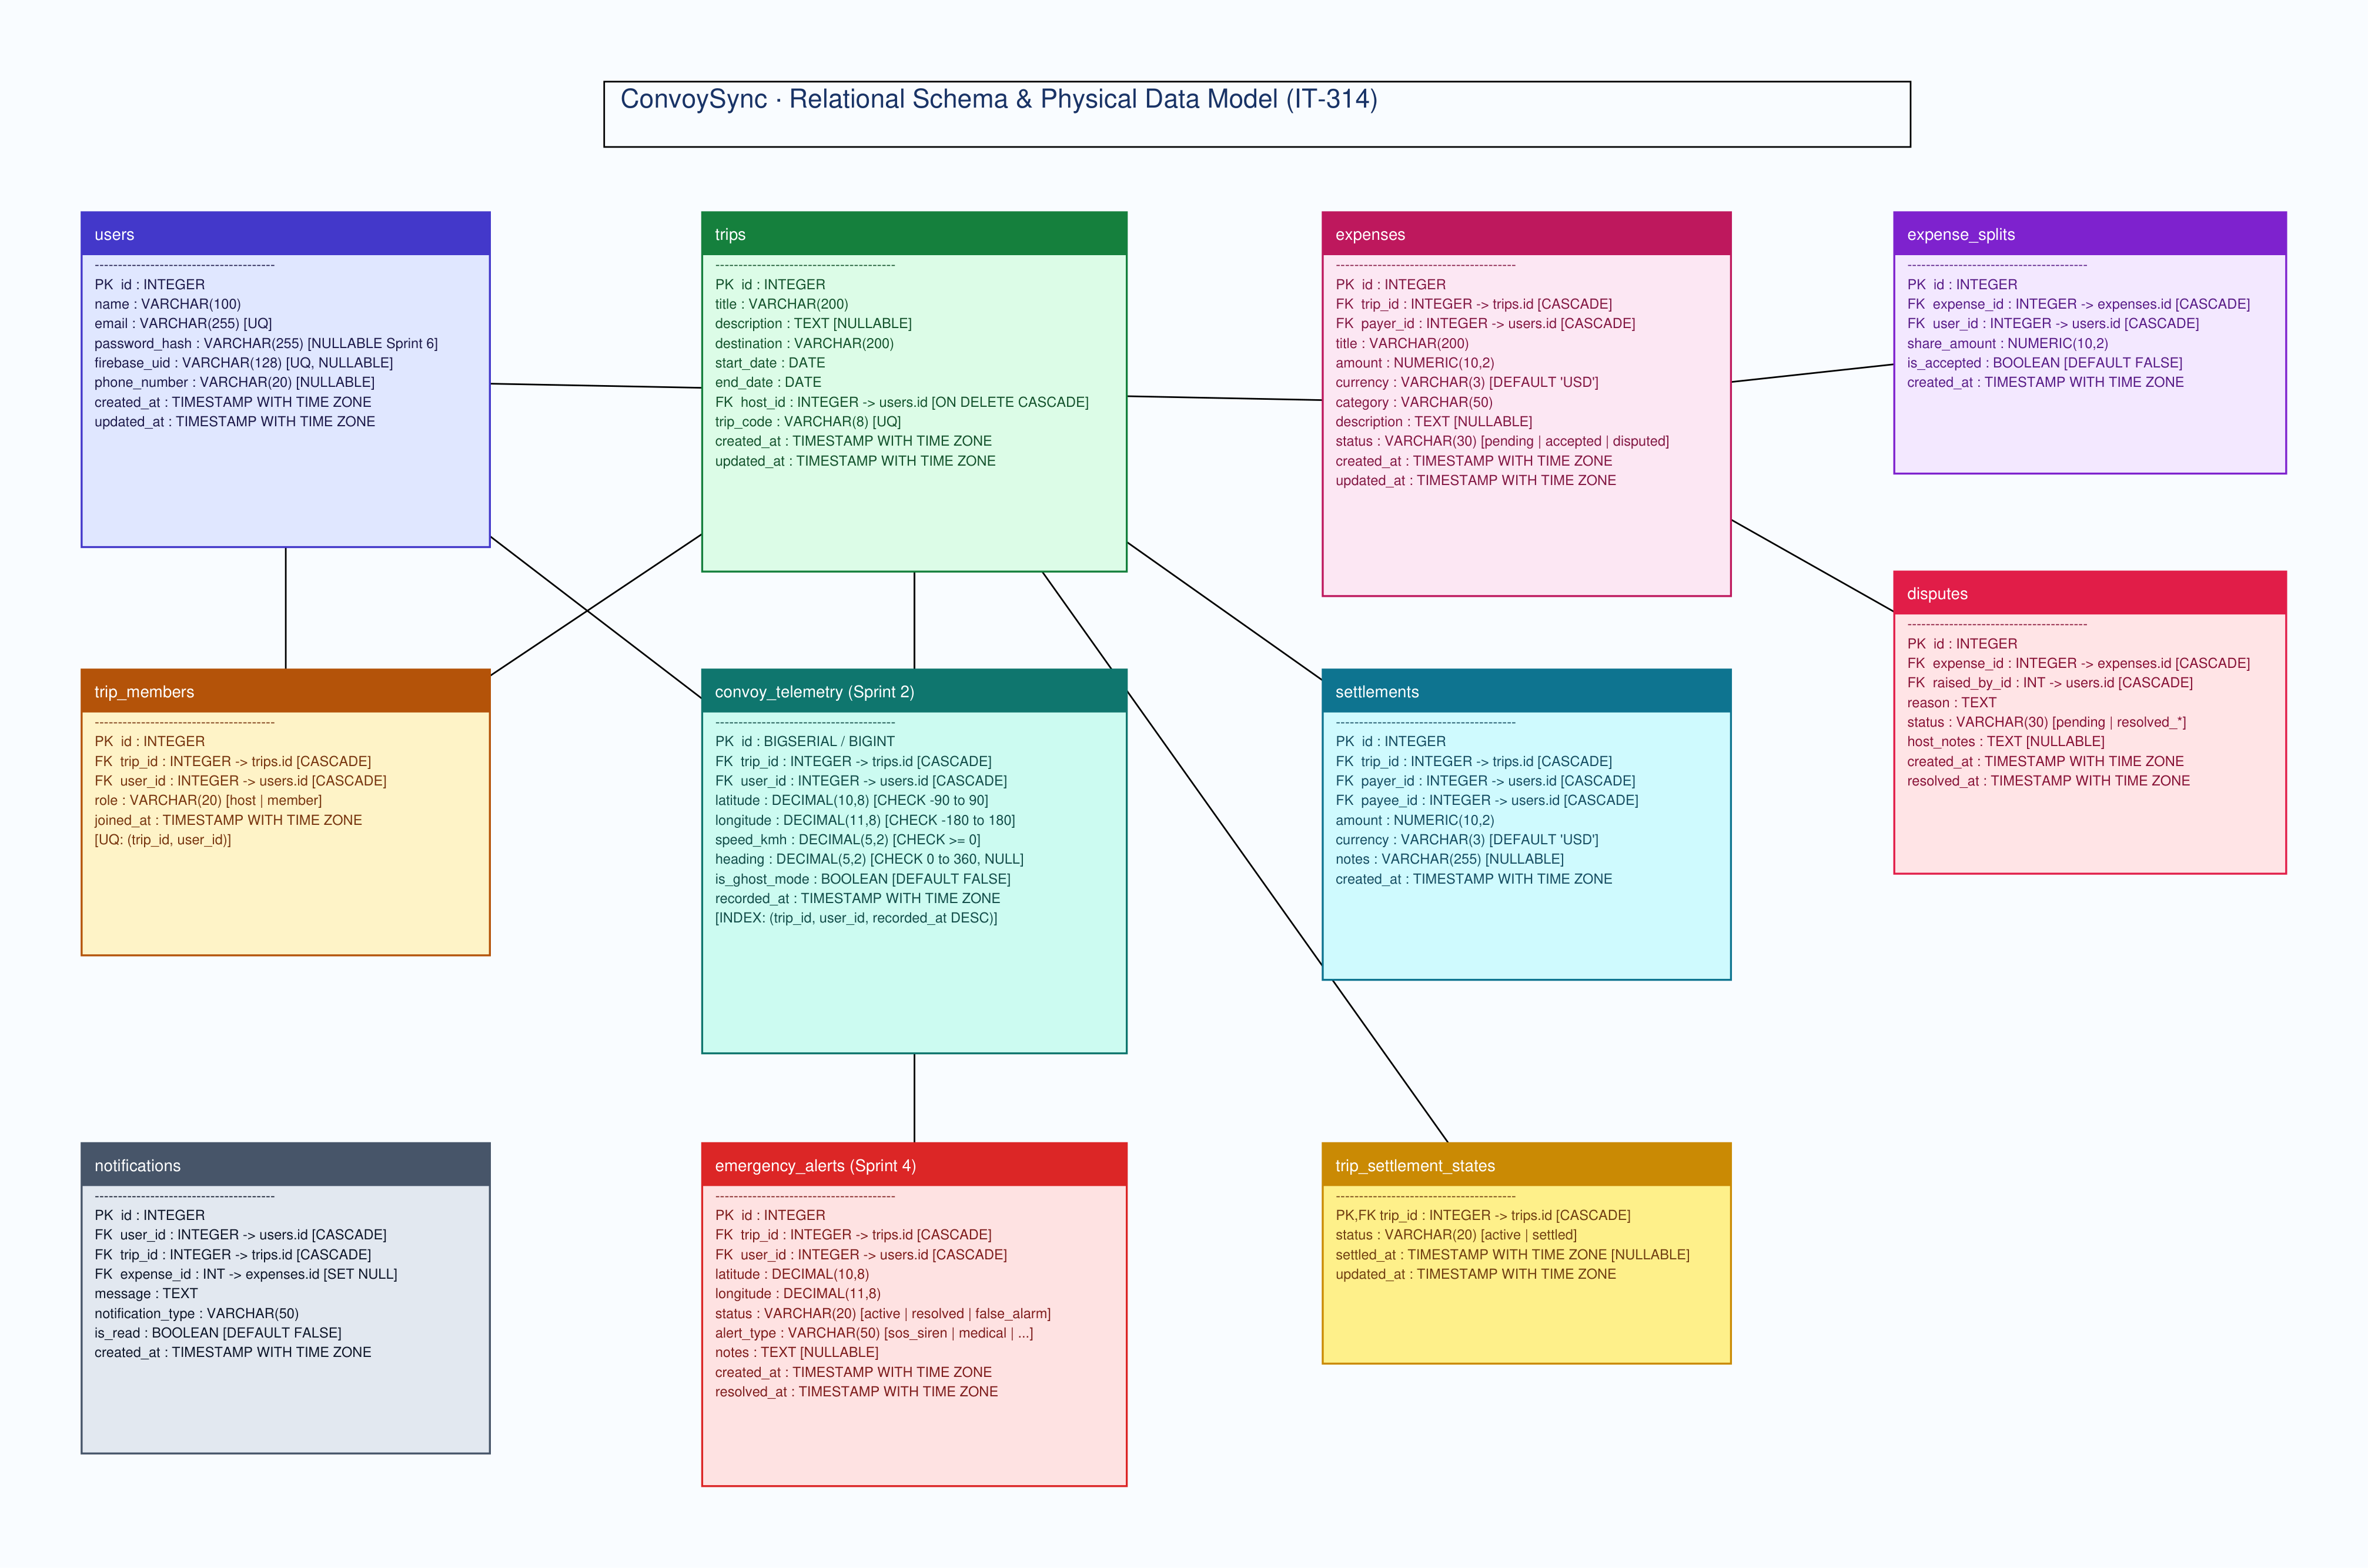 ConvoySync · Relational Schema & Physical Data Model (IT-314)
users
---------------------------------------
PK  id : INTEGER
name : VARCHAR(100)
email : VARCHAR(255) [UQ]
password_hash : VARCHAR(255) [NULLABLE Sprint 6]
firebase_uid : VARCHAR(128) [UQ, NULLABLE]
phone_number : VARCHAR(20) [NULLABLE]
created_at : TIMESTAMP WITH TIME ZONE
updated_at : TIMESTAMP WITH TIME ZONE
trips
---------------------------------------
PK  id : INTEGER
title : VARCHAR(200)
description : TEXT [NULLABLE]
destination : VARCHAR(200)
start_date : DATE
end_date : DATE
FK  host_id : INTEGER -> users.id [ON DELETE CASCADE]
trip_code : VARCHAR(8) [UQ]
created_at : TIMESTAMP WITH TIME ZONE
updated_at : TIMESTAMP WITH TIME ZONE
expenses
---------------------------------------
PK  id : INTEGER
FK  trip_id : INTEGER -> trips.id [CASCADE]
FK  payer_id : INTEGER -> users.id [CASCADE]
title : VARCHAR(200)
amount : NUMERIC(10,2)
currency : VARCHAR(3) [DEFAULT 'USD']
category : VARCHAR(50)
description : TEXT [NULLABLE]
status : VARCHAR(30) [pending | accepted | disputed]
created_at : TIMESTAMP WITH TIME ZONE
updated_at : TIMESTAMP WITH TIME ZONE
expense_splits
---------------------------------------
PK  id : INTEGER
FK  expense_id : INTEGER -> expenses.id [CASCADE]
FK  user_id : INTEGER -> users.id [CASCADE]
share_amount : NUMERIC(10,2)
is_accepted : BOOLEAN [DEFAULT FALSE]
created_at : TIMESTAMP WITH TIME ZONE
disputes
---------------------------------------
PK  id : INTEGER
FK  expense_id : INTEGER -> expenses.id [CASCADE]
FK  raised_by_id : INT -> users.id [CASCADE]
reason : TEXT
status : VARCHAR(30) [pending | resolved_*]
host_notes : TEXT [NULLABLE]
created_at : TIMESTAMP WITH TIME ZONE
resolved_at : TIMESTAMP WITH TIME ZONE
trip_members
---------------------------------------
PK  id : INTEGER
FK  trip_id : INTEGER -> trips.id [CASCADE]
FK  user_id : INTEGER -> users.id [CASCADE]
role : VARCHAR(20) [host | member]
joined_at : TIMESTAMP WITH TIME ZONE
[UQ: (trip_id, user_id)]
convoy_telemetry (Sprint 2)
---------------------------------------
PK  id : BIGSERIAL / BIGINT
FK  trip_id : INTEGER -> trips.id [CASCADE]
FK  user_id : INTEGER -> users.id [CASCADE]
latitude : DECIMAL(10,8) [CHECK -90 to 90]
longitude : DECIMAL(11,8) [CHECK -180 to 180]
speed_kmh : DECIMAL(5,2) [CHECK >= 0]
heading : DECIMAL(5,2) [CHECK 0 to 360, NULL]
is_ghost_mode : BOOLEAN [DEFAULT FALSE]
recorded_at : TIMESTAMP WITH TIME ZONE
[INDEX: (trip_id, user_id, recorded_at DESC)]
settlements
---------------------------------------
PK  id : INTEGER
FK  trip_id : INTEGER -> trips.id [CASCADE]
FK  payer_id : INTEGER -> users.id [CASCADE]
FK  payee_id : INTEGER -> users.id [CASCADE]
amount : NUMERIC(10,2)
currency : VARCHAR(3) [DEFAULT 'USD']
notes : VARCHAR(255) [NULLABLE]
created_at : TIMESTAMP WITH TIME ZONE
notifications
---------------------------------------
PK  id : INTEGER
FK  user_id : INTEGER -> users.id [CASCADE]
FK  trip_id : INTEGER -> trips.id [CASCADE]
FK  expense_id : INT -> expenses.id [SET NULL]
message : TEXT
notification_type : VARCHAR(50)
is_read : BOOLEAN [DEFAULT FALSE]
created_at : TIMESTAMP WITH TIME ZONE
emergency_alerts (Sprint 4)
---------------------------------------
PK  id : INTEGER
FK  trip_id : INTEGER -> trips.id [CASCADE]
FK  user_id : INTEGER -> users.id [CASCADE]
latitude : DECIMAL(10,8)
longitude : DECIMAL(11,8)
status : VARCHAR(20) [active | resolved | false_alarm]
alert_type : VARCHAR(50) [sos_siren | medical | ...]
notes : TEXT [NULLABLE]
created_at : TIMESTAMP WITH TIME ZONE
resolved_at : TIMESTAMP WITH TIME ZONE
trip_settlement_states
---------------------------------------
PK,FK trip_id : INTEGER -> trips.id [CASCADE]
status : VARCHAR(20) [active | settled]
settled_at : TIMESTAMP WITH TIME ZONE [NULLABLE]
updated_at : TIMESTAMP WITH TIME ZONE